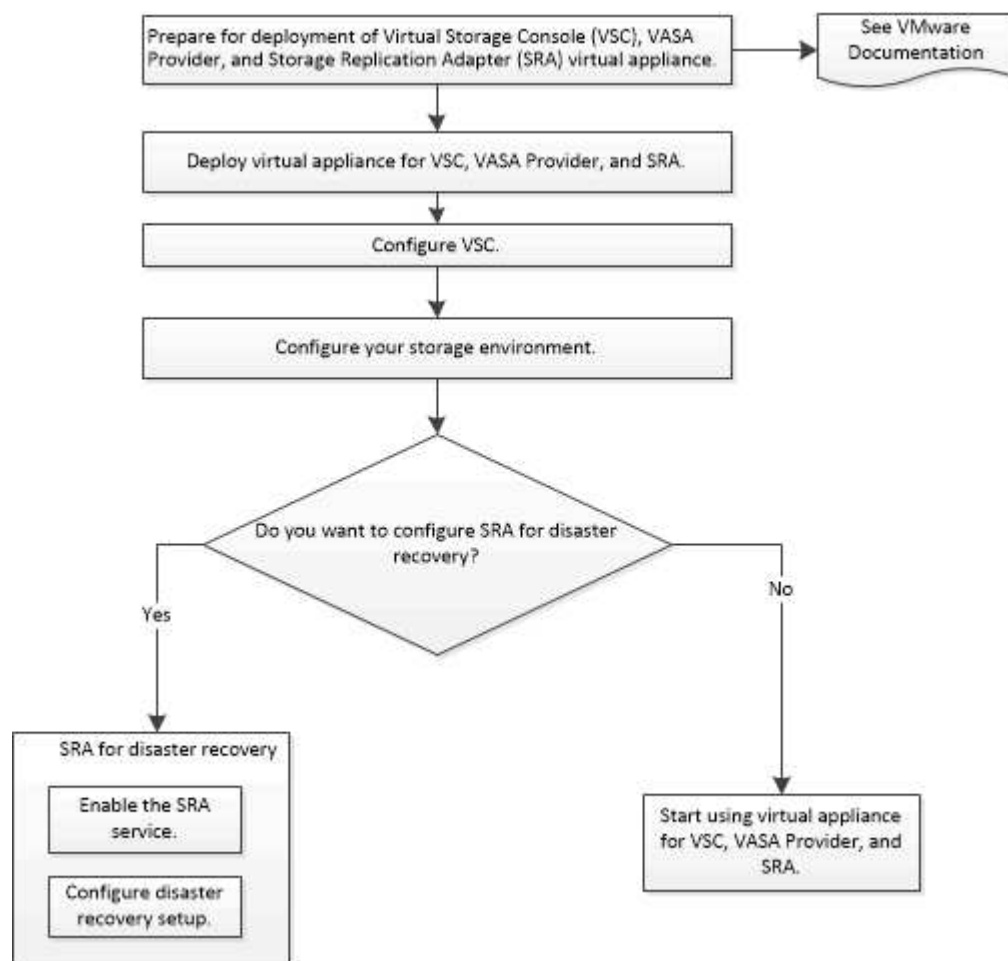 Prepare for deployment of Virtual Storage Console (VSC), VASA
Provider, and Storage Replication Adapter (SRA) virtual appliance.
See VMware
Documentation
Deploy virtual appliance for VSC, VASA Provider, and SRA.
Configure VSC.
Configure your storage environment.
Do you want to configure SRA for disaster
recovery?
Yes
No
SRA for disaster recovery
Enable the SRA
service.
Configure disaster
recovery setup.
Start using virtual appliance
for VSC, VASA Provider, and
SRA.